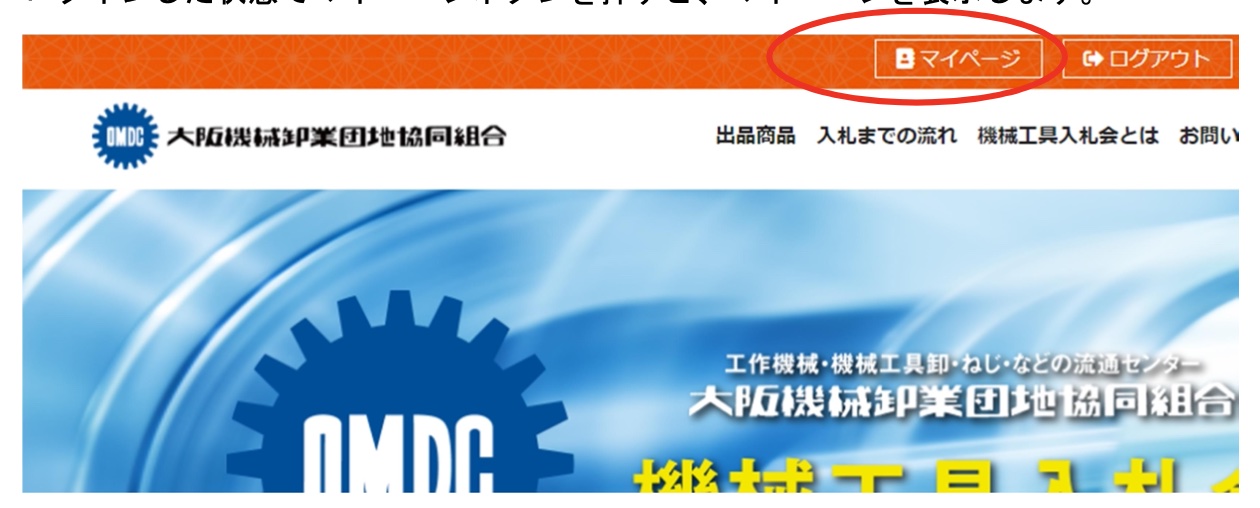 マイページ ログアウト
OMDC 大阪機械卸業団地協同組合 出品商品 入札までの流れ 機械工具入札会とは お問い
工作機械・機械工具卸・ねじ・などの流通センター
大阪機械卸業団地協同組合
OMDC
機械工具入札会